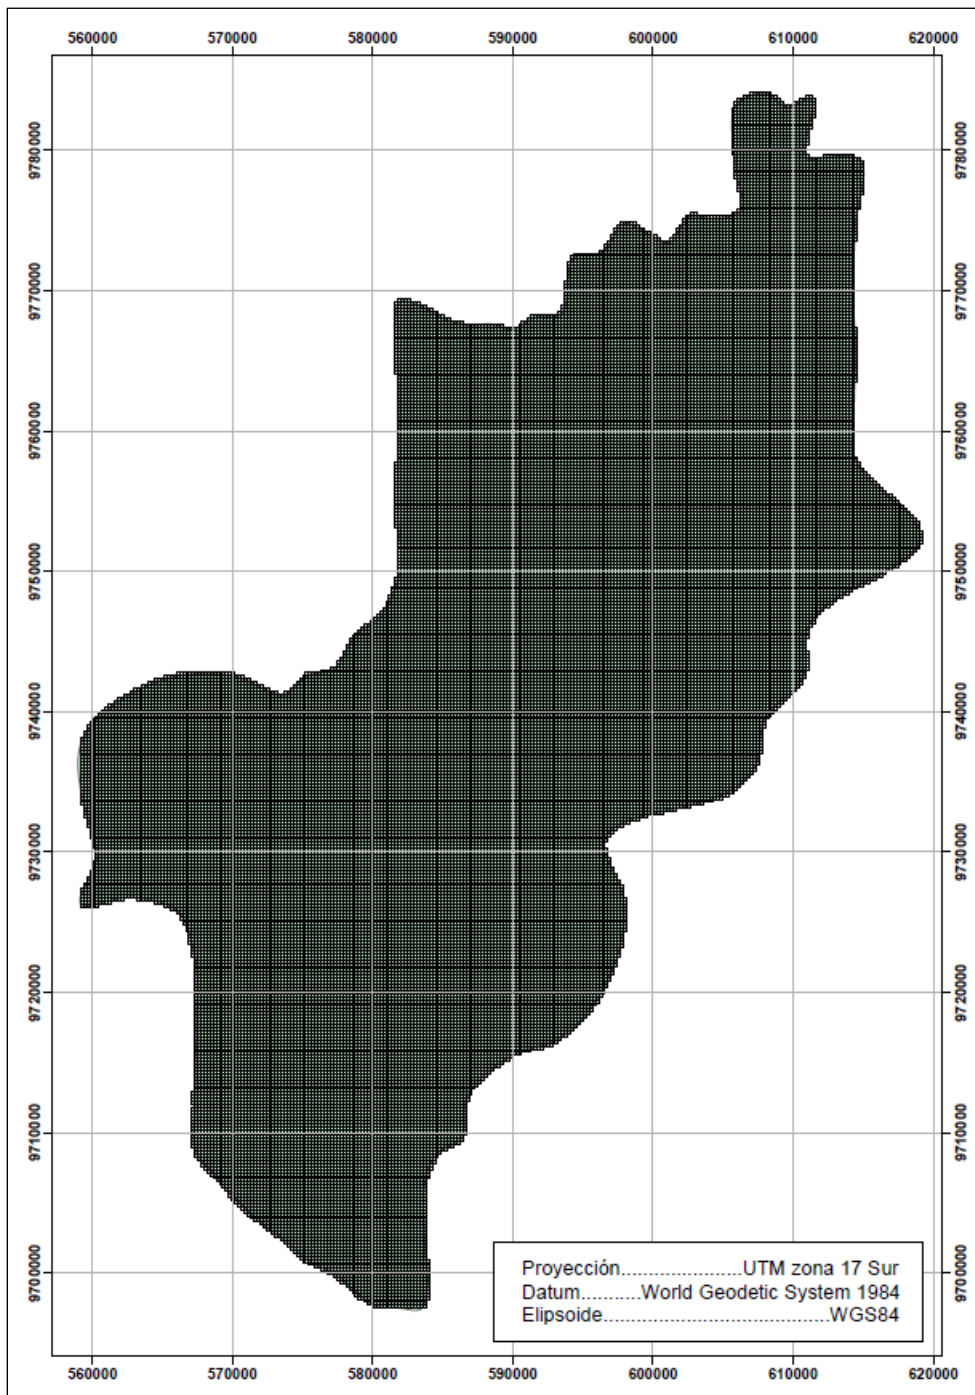 560000 570000 580000 590000 600000 610000 620000
9780000 9780000
9770000 9770000
9760000 9760000
9750000 9750000
9740000 9740000
9730000 9730000
9720000 9720000
9710000 9710000
9700000 9700000
Proyección......................UTM zona 17 Sur
Datum...........World Geodetic System 1984
Elipsoide..........................................WGS84
560000 570000 580000 590000 600000 610000 620000